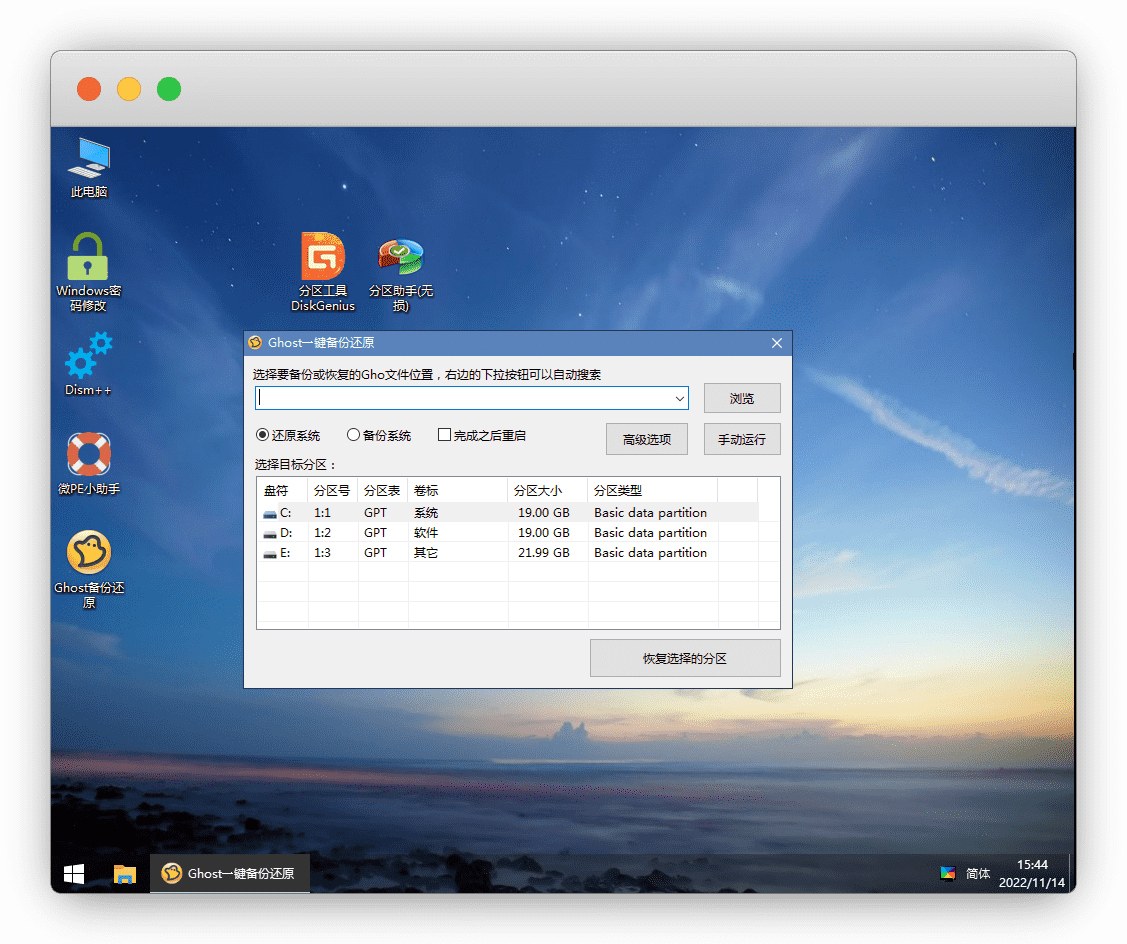 此电脑
Windows密
码修改
分区工具
DiskGenius
分区助手(无
损)
Dism++
微PE小助手
Ghost备份还
原
Ghost一键备份还原
选择要备份或恢复的Gho文件位置，右边的下拉按钮可以自动搜索
浏览
还原系统 备份系统 完成之后重启 高级选项 手动运行
选择目标分区：
盘符 分区号 分区表 卷标 分区大小 分区类型
C: 1:1 GPT 系统 19.00 GB Basic data partition
D: 1:2 GPT 软件 19.00 GB Basic data partition
E: 1:3 GPT 其它 21.99 GB Basic data partition
恢复选择的分区
Ghost一键备份还原
简体
15:44
2022/11/14